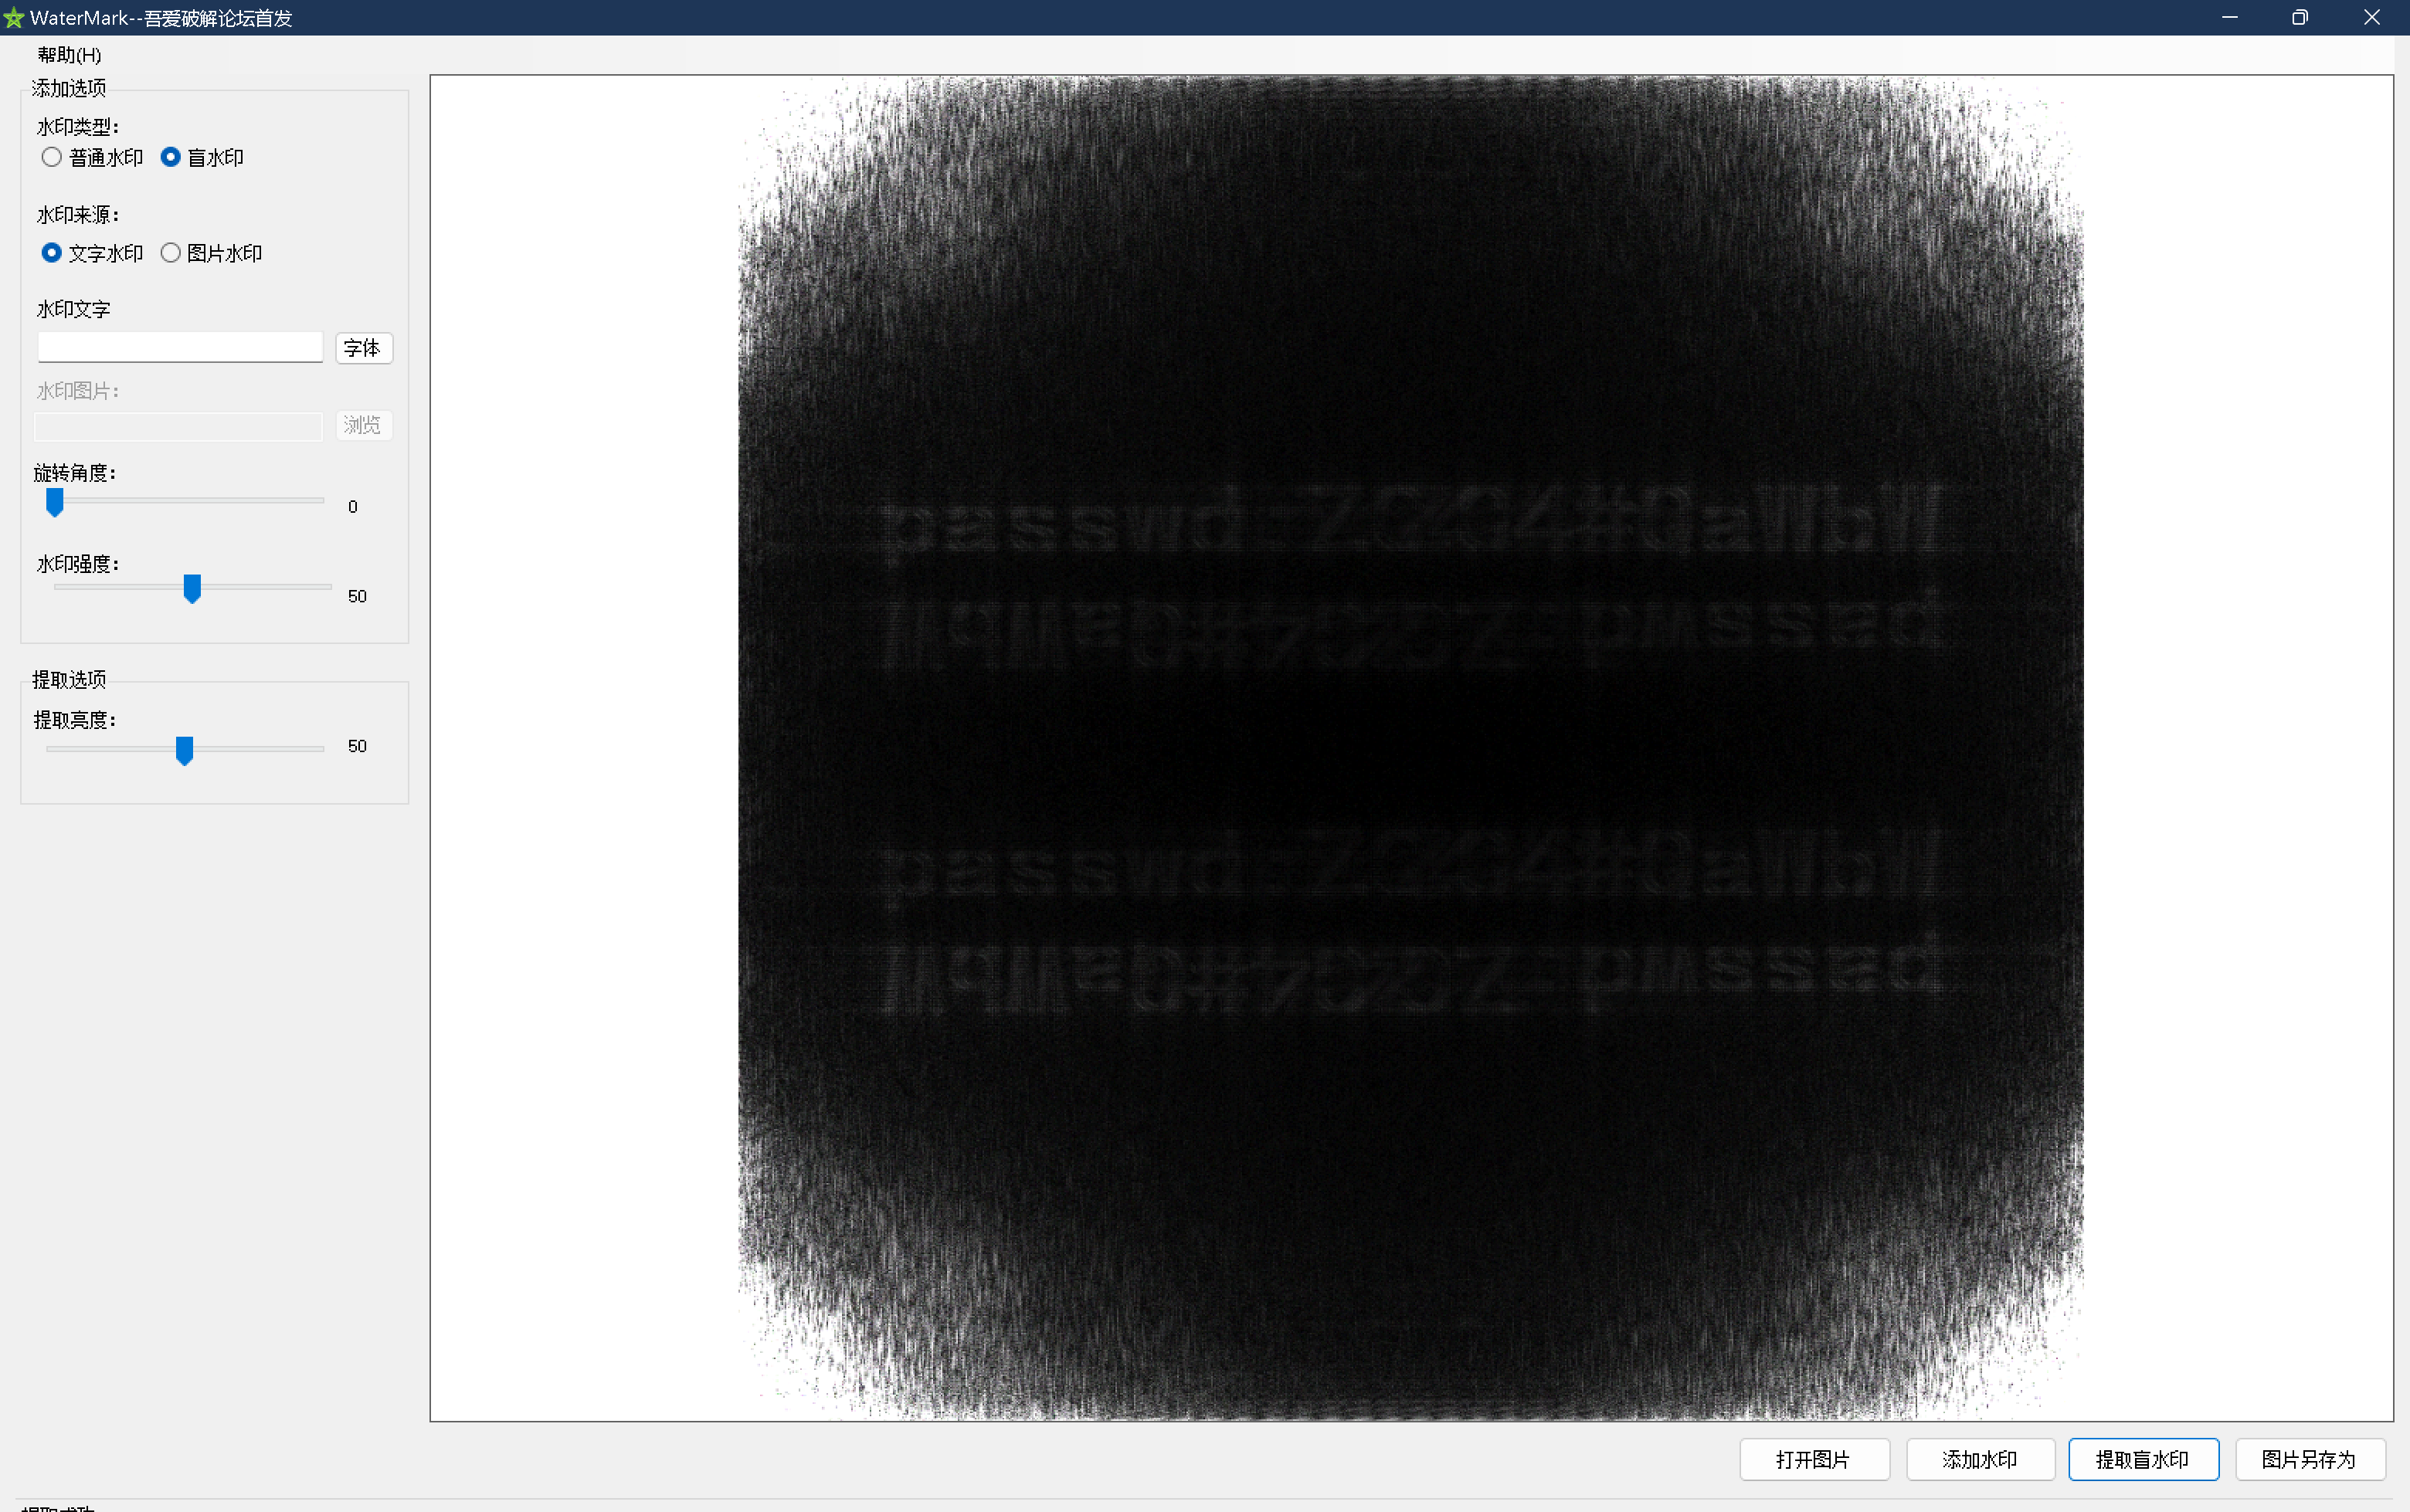 WaterMark--吾爱破解论坛首发
帮助(H)
添加选项
水印类型：
普通水印 盲水印
水印来源：
文字水印 图片水印
水印文字
字体
水印图片：
浏览
旋转角度：
0
水印强度：
50
提取选项
提取亮度：
50
passwd
passwd
打开图片 添加水印 提取盲水印 图片另存为
提取成功